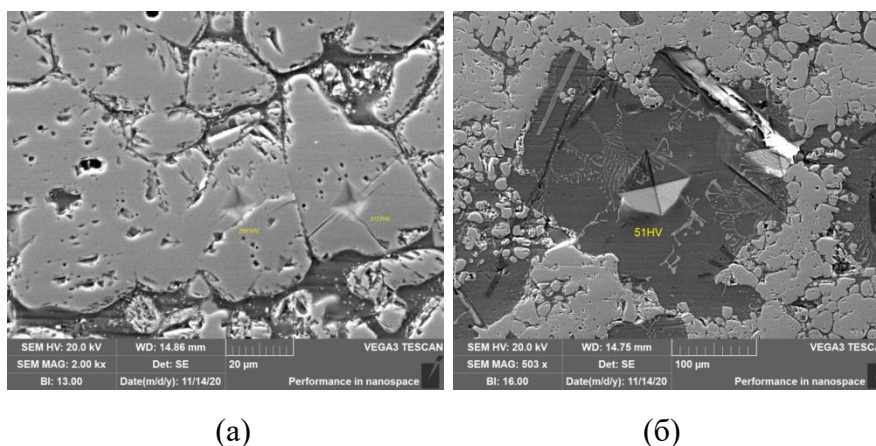 51HV
SEM HV: 20.0 kV WD: 14.86 mm VEGA3 TESCAN
SEM MAG: 2.00 kx Det: SE 20 µm
BI: 13.00 Date(m/d/y): 11/14/20 Performance in nanospace
SEM HV: 20.0 kV WD: 14.75 mm VEGA3 TESCAN
SEM MAG: 503 x Det: SE 100 µm
BI: 16.00 Date(m/d/y): 11/14/20 Performance in nanospace
(а) (б)